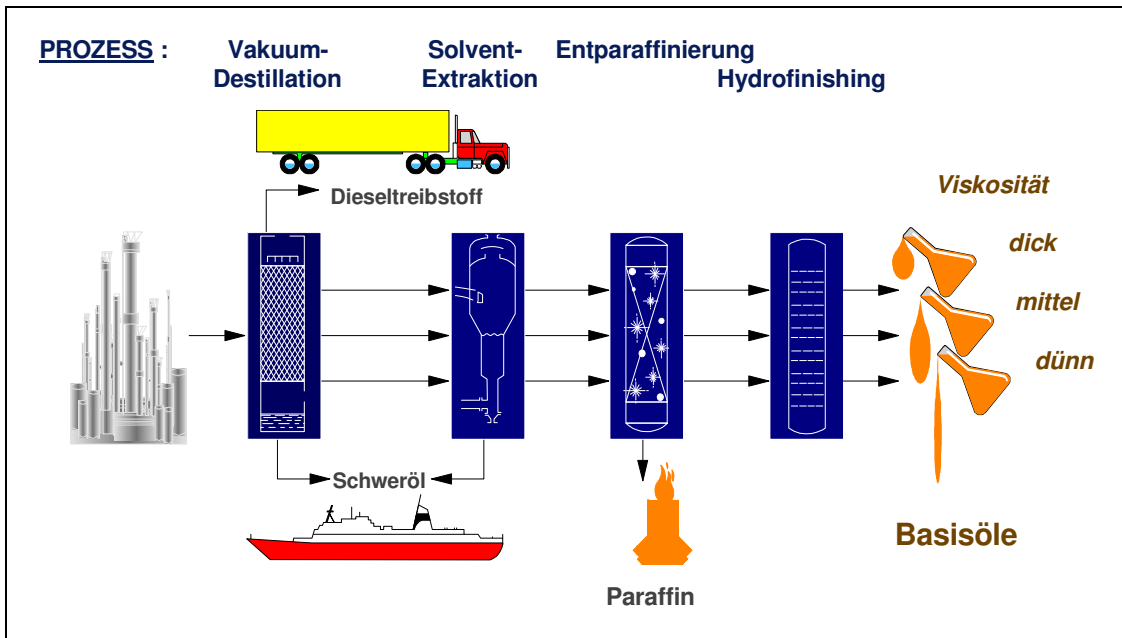 PROZESS :
Vakuum-
Destillation
Solvent-
Extraktion
Entparaffinierung
Hydrofinishing
Dieseltreibstoff
Viskosität
dick
mittel
dünn
Schweröl
Basisöle
Paraffin